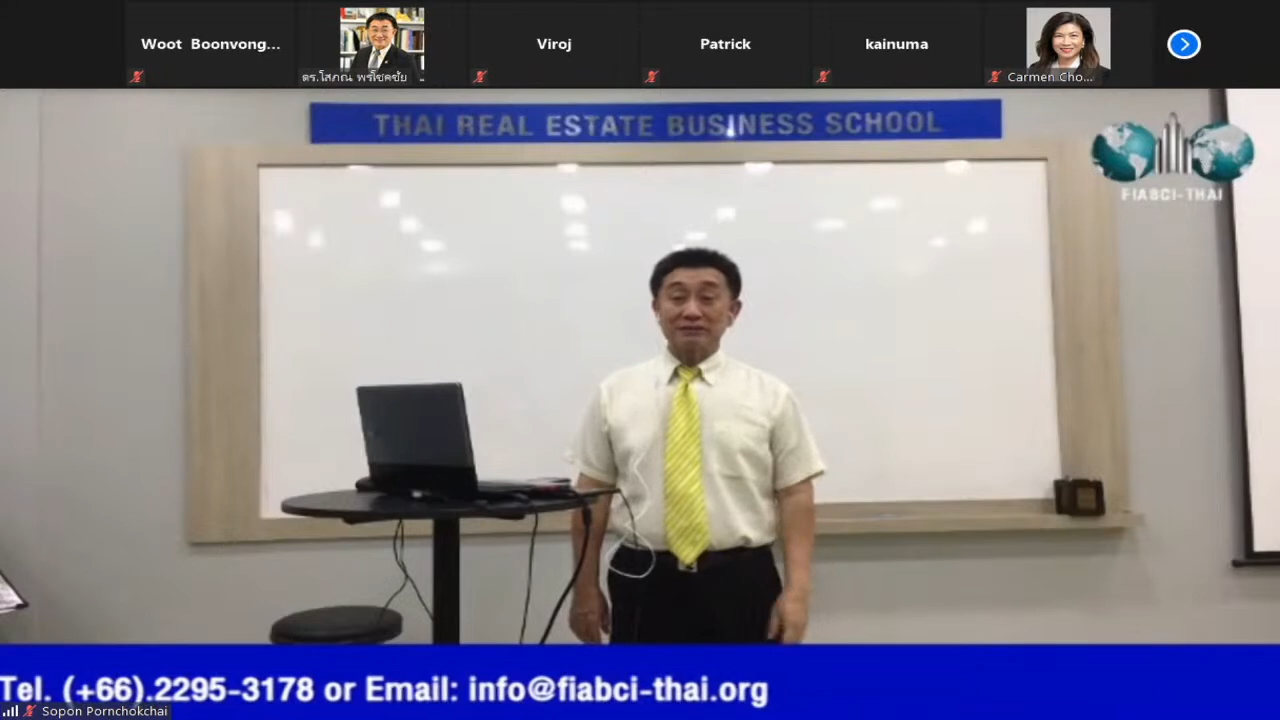 Woot Boonvong...
ดร.โสภณ พรโชคชัย
Viroj
Patrick
kainuma
Carmen Cho...
THAI REAL ESTATE BUSINESS SCHOOL
FIABCI-THAI
Tel. (+66).2295-3178 or Email: info@fiabci-thai.org
Sopon Pornchokchai